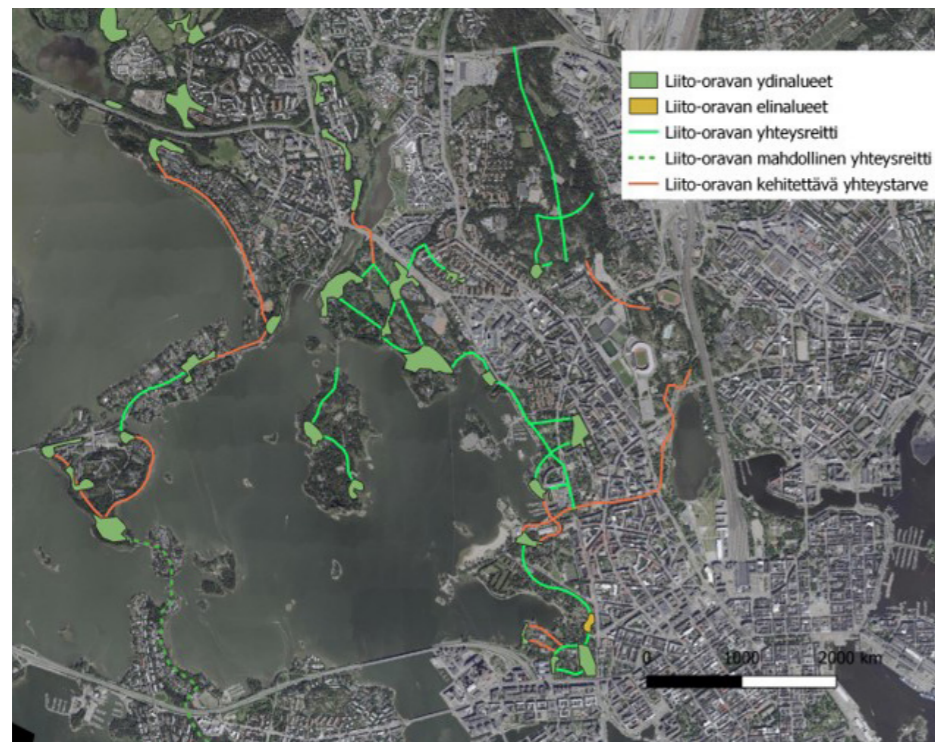 Liito-oravan ydinalueet
Liito-oravan elinalueet
Liito-oravan yhteysreitti
Liito-oravan mahdollinen yhteysreitti
Liito-oravan kehitettävä yhteystarve
0 1000 2000 km